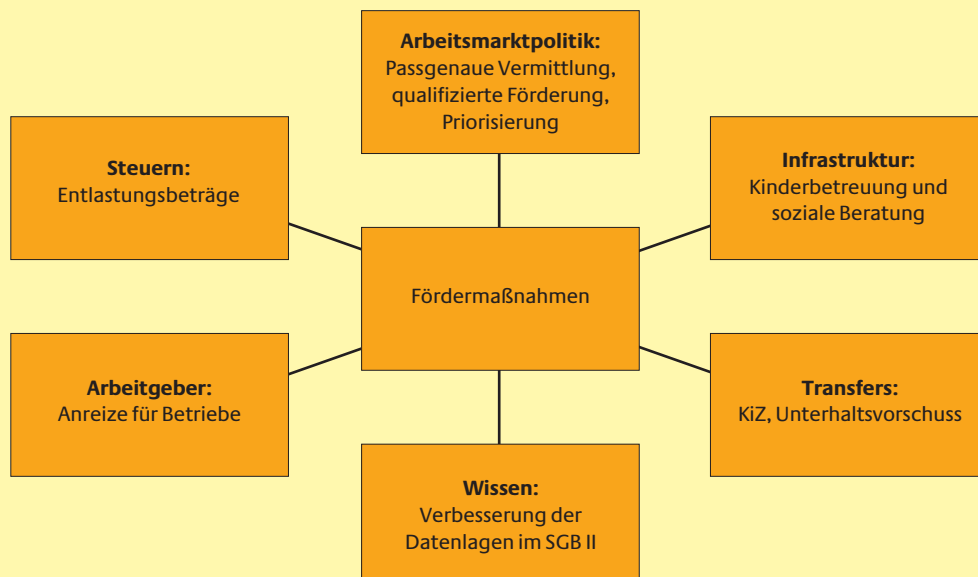 Arbeitsmarktpolitik:
Passgenaue Vermittlung,
qualifizierte Förderung,
Priorisierung
Steuern:
Entlastungsbeträge
Infrastruktur:
Kinderbetreuung und
soziale Beratung
Fördermaßnahmen
Arbeitgeber:
Anreize für Betriebe
Transfers:
KiZ, Unterhaltsvorschuss
Wissen:
Verbesserung der
Datenlagen im SGB II